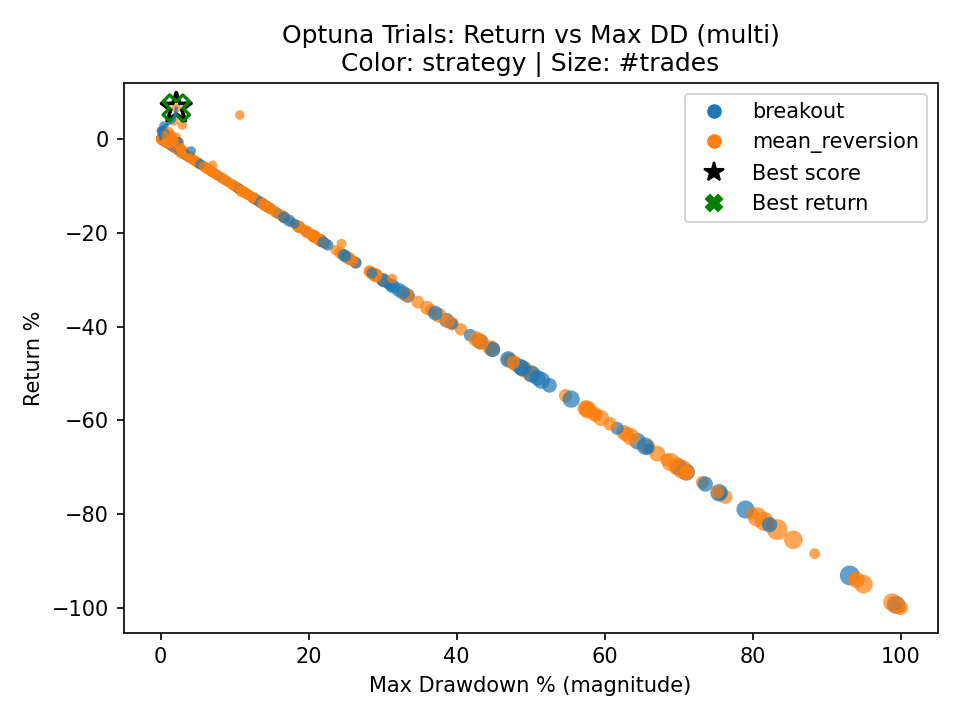 Optuna Trials: Return vs Max DD (multi)
Color: strategy | Size: #trades
breakout
mean_reversion
Best score
Best return
Return %
0
−20
−40
−60
−80
−100
0
20
40
60
80
100
Max Drawdown % (magnitude)